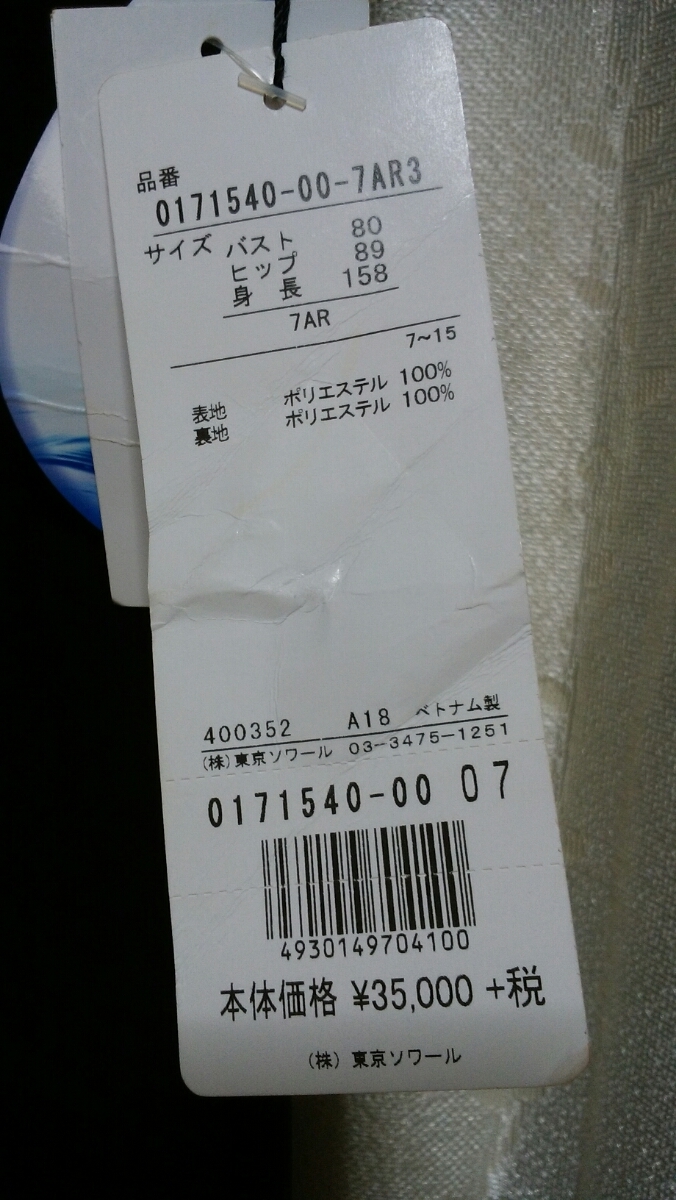 品番
0171540-00-7AR3
サイズ バスト 80
ヒップ 89
身 長 158
7AR
7~15
表地 ポリエステル 100%
裏地 ポリエステル 100%
400352 A18 ベトナム製
(株)東京ソワール 03-3475-1251
0171540-00 07
4930149704100
本体価格 ¥35,000 +税
(株) 東京ソワール